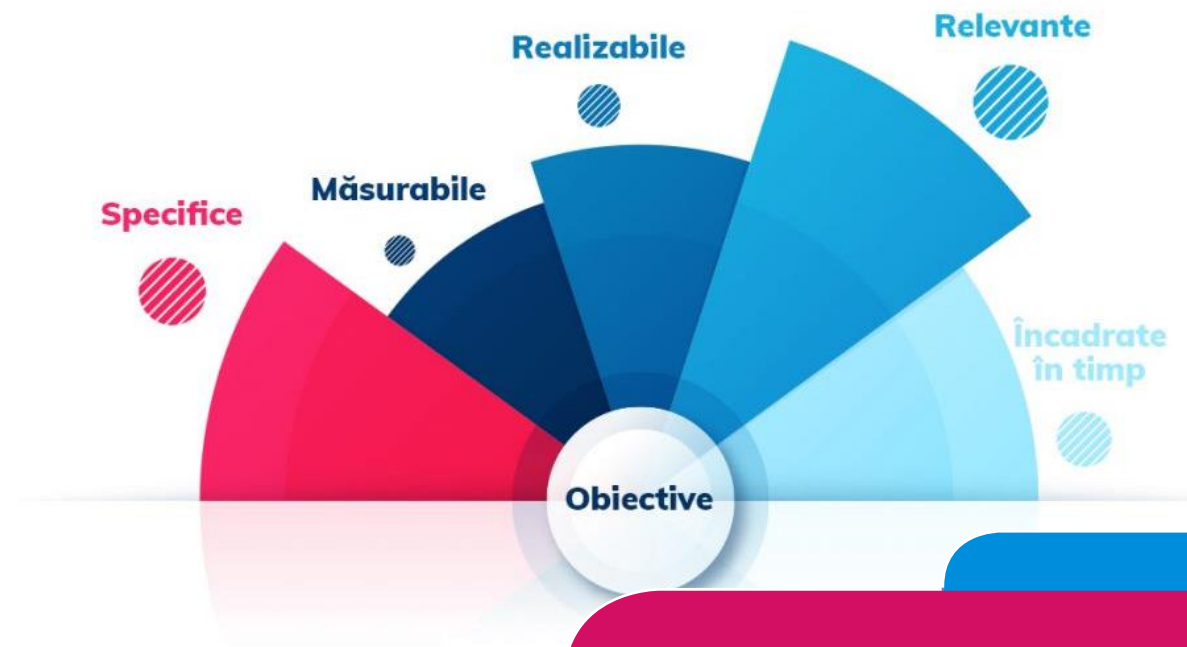 Relevante
Realizabile
Măsurabile
Specifice
Încadrate
în timp
Obiective